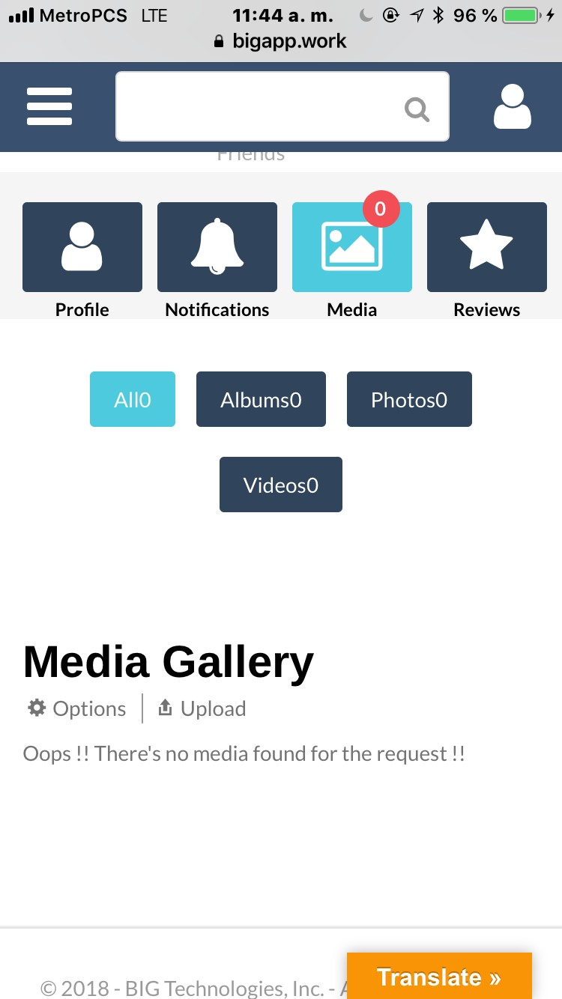 MetroPCS LTE 11:44 a. m. 96 %
bigapp.work
Friends
0
Profile Notifications Media Reviews
All0 Albums0 Photos0
Videos0
Media Gallery
Options Upload
Oops !! There's no media found for the request !!
Translate »
© 2018 - BIG Technologies, Inc. -